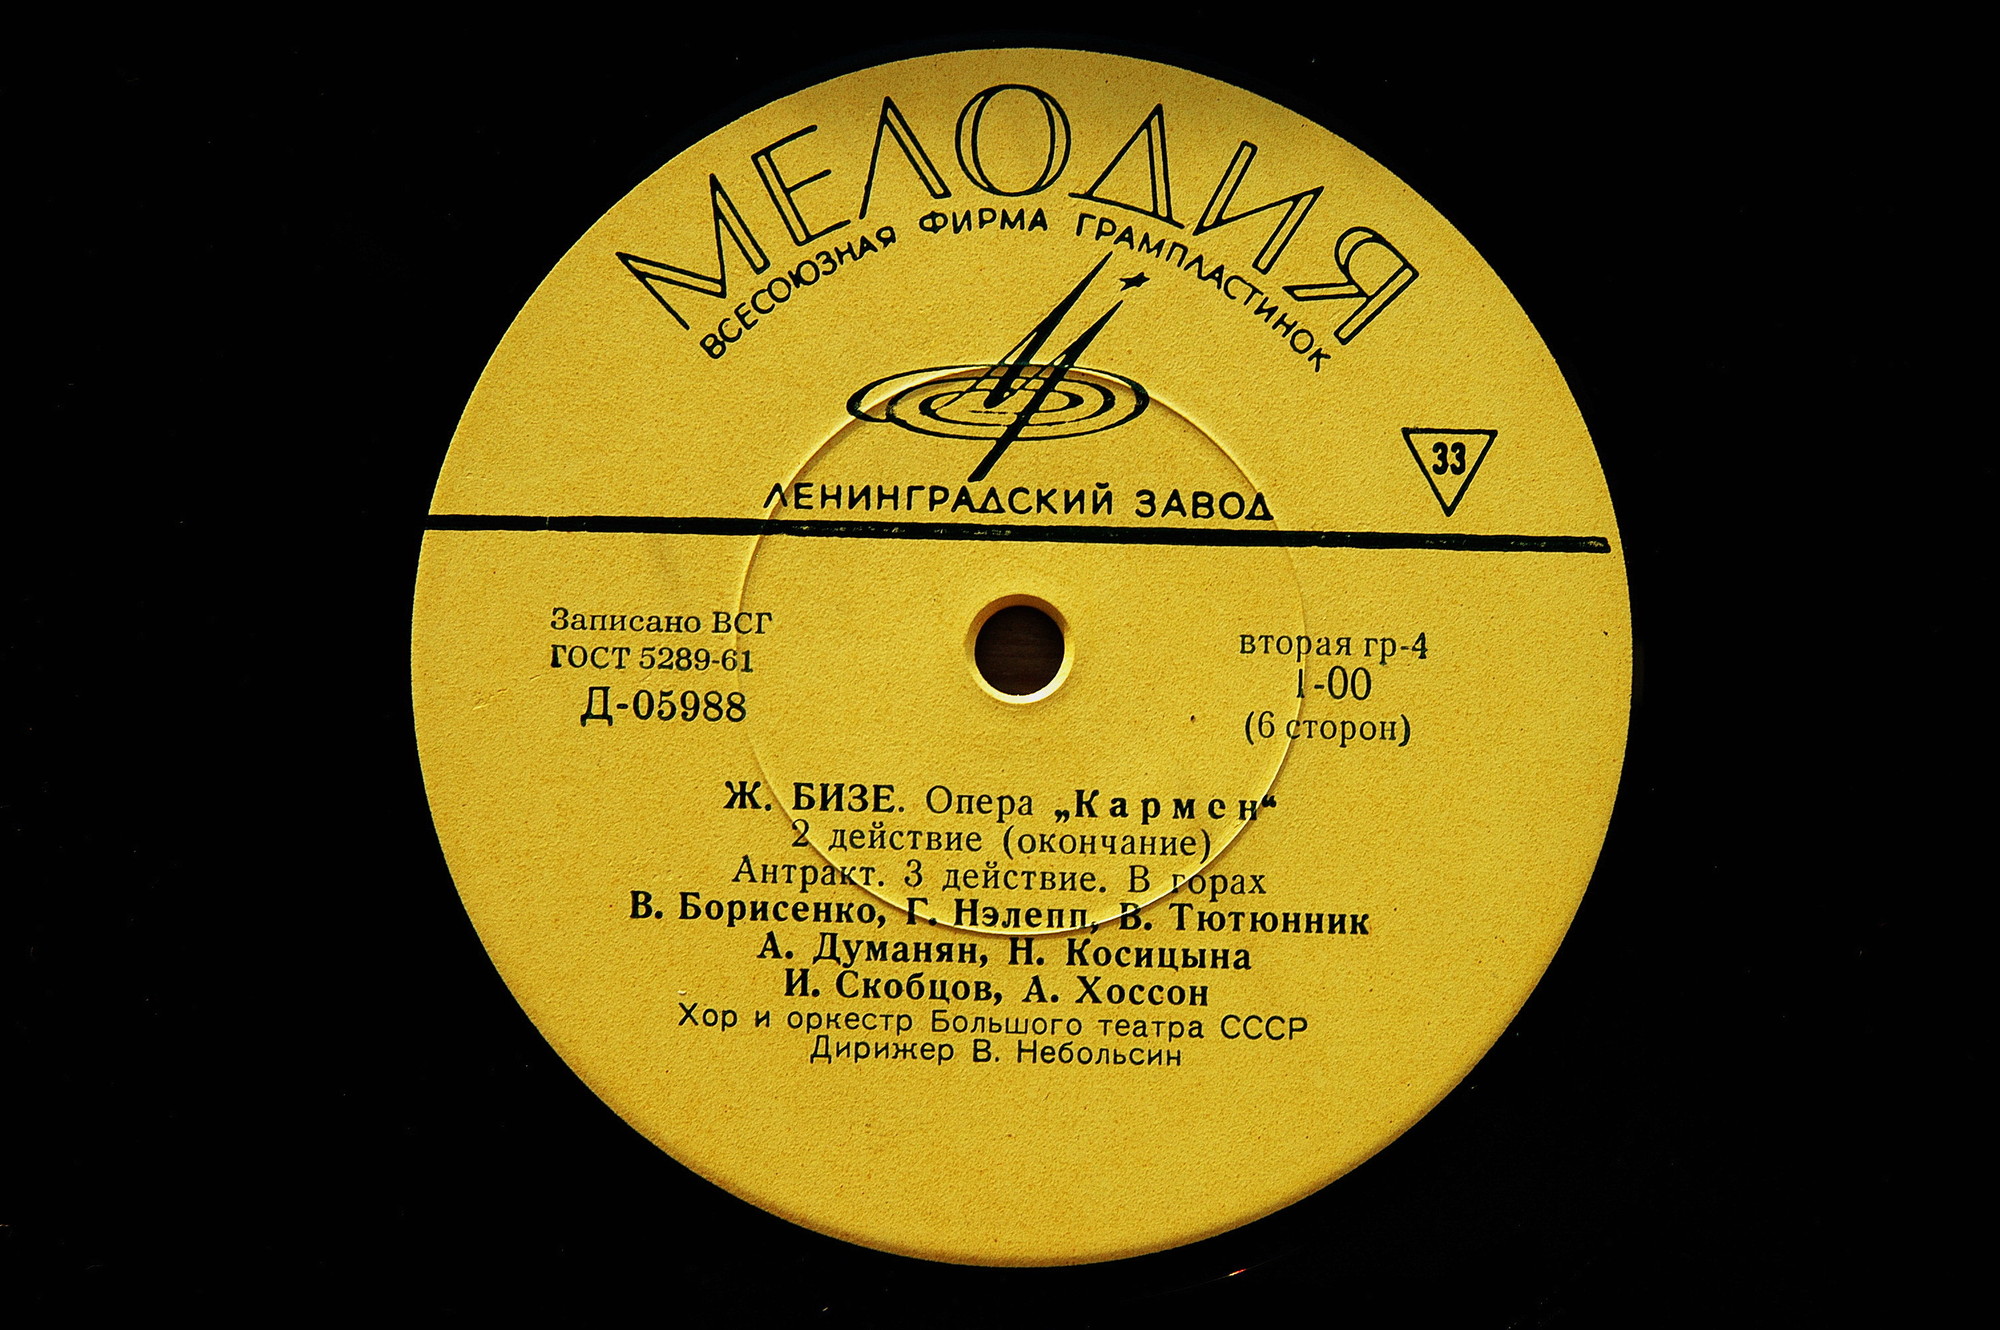 МЕЛОДИЯ
ВСЕСОЮЗНАЯ ФИРМА ГРАМПЛАСТИНОК
33
ЛЕНИНГРАДСКИЙ ЗАВОД
Записано ВСГ
ГОСТ 5289-61
Д-05988
вторая гр-4
1-00
(6 сторон)
Ж. БИЗЕ. Опера „Кармен“
2 действие (окончание)
Антракт. 3 действие. В горах
В. Борисенко, Г. Нэлепп, В. Тютюнник
А. Думанян, Н. Косицына
И. Скобцов, А. Хоссон
Хор и оркестр Большого театра СССР
Дирижер В. Небольсин